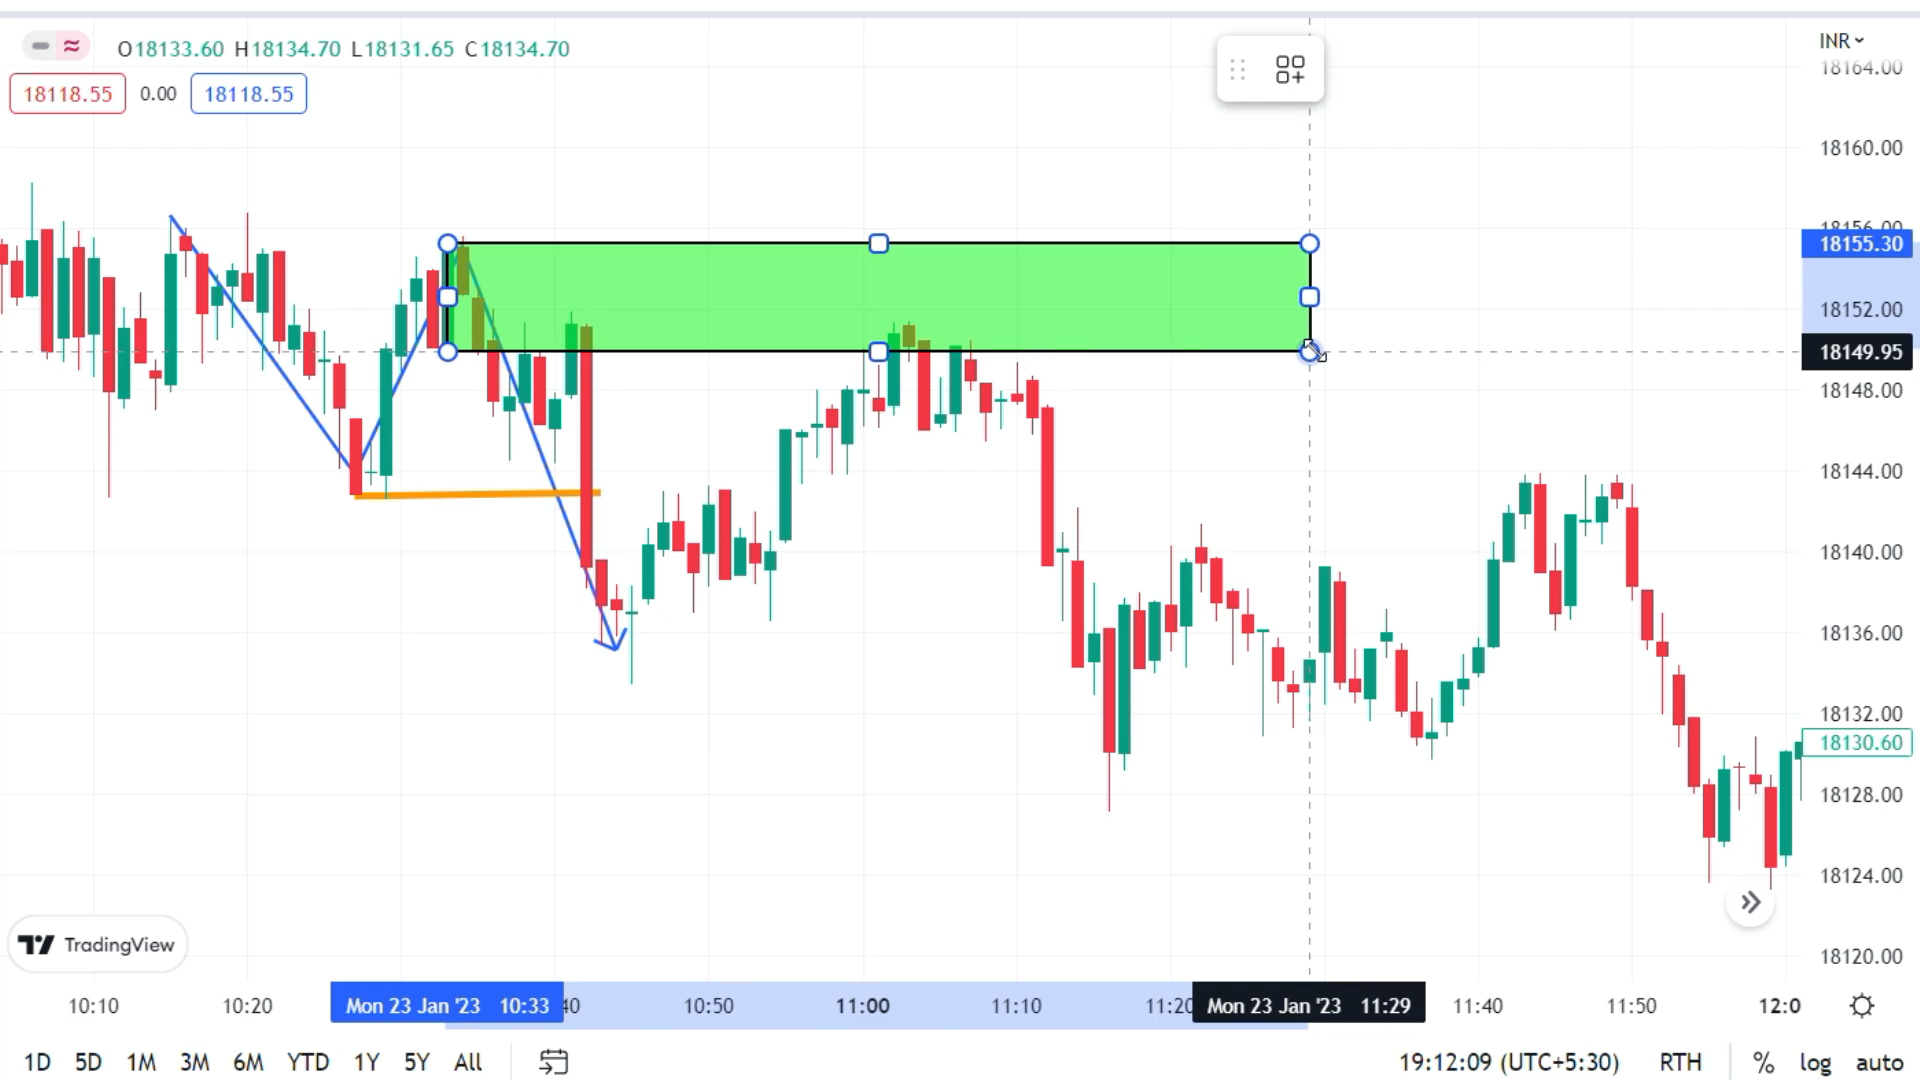 O18133.60 H18134.70 L18131.65 C18134.70
INR
18118.55 0.00 18118.55
18164.00
18160.00
18156.00
18155.30
18152.00
18149.95
18148.00
18144.00
18140.00
18136.00
18132.00
18130.60
18128.00
18124.00
18120.00
TradingView
10:10 10:20 Mon 23 Jan '23 10:33 40 10:50 11:00 11:10 11:20 Mon 23 Jan '23 11:29 11:40 11:50 12:0
1D 5D 1M 3M 6M YTD 1Y 5Y All 19:12:09 (UTC+5:30) RTH % log auto